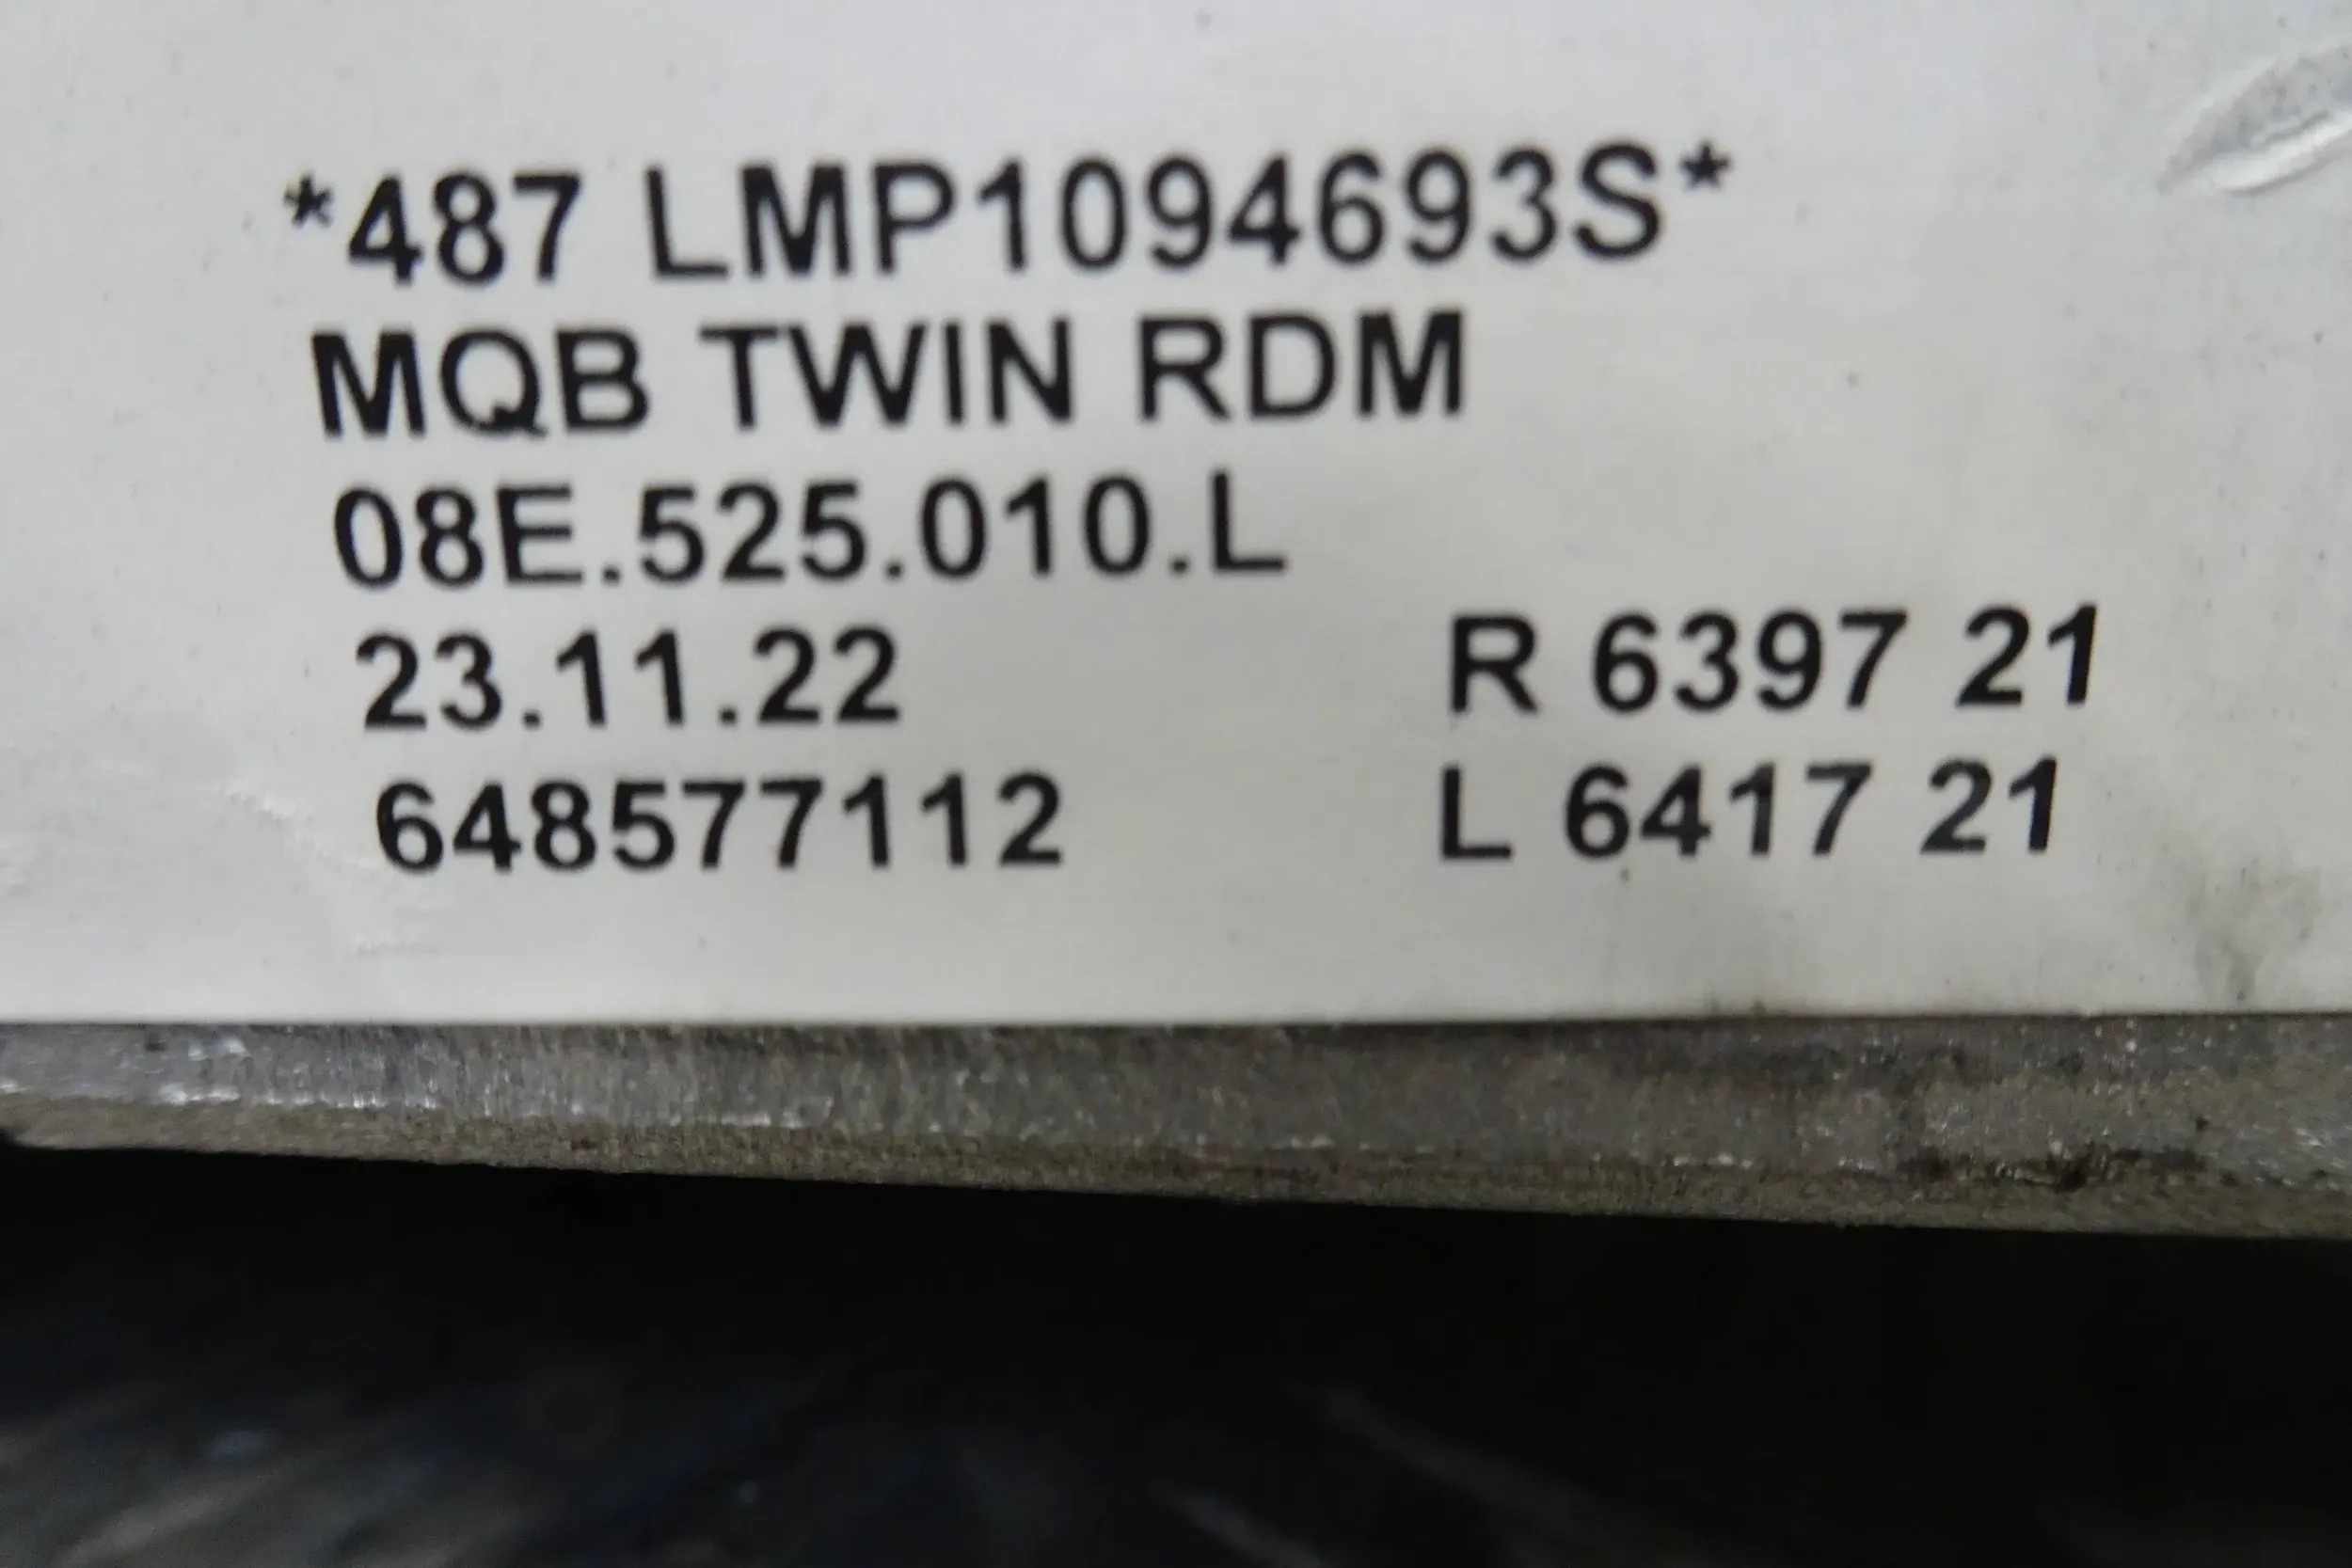 *487 LMP1094693S*
MQB TWIN RDM
08E.525.010.L
23.11.22 R 6397 21
648577112 L 6417 21